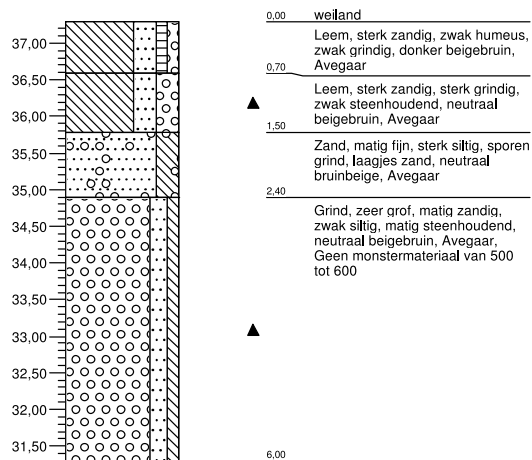 0,00 weiland
Leem, sterk zandig, zwak humeus,
zwak grindig, donker beigebruin,
Avegaar
0,70
Leem, sterk zandig, sterk grindig,
zwak steenhoudend, neutraal
beigebruin, Avegaar
1,50
Zand, matig fijn, sterk siltig, sporen
grind, laagjes zand, neutraal
bruinbeige, Avegaar
2,40
Grind, zeer grof, matig zandig,
zwak siltig, matig steenhoudend,
neutraal beigebruin, Avegaar,
Geen monstermateriaal van 500
tot 600
6,00
37,00
36,50
36,00
35,50
35,00
34,50
34,00
33,50
33,00
32,50
32,00
31,50